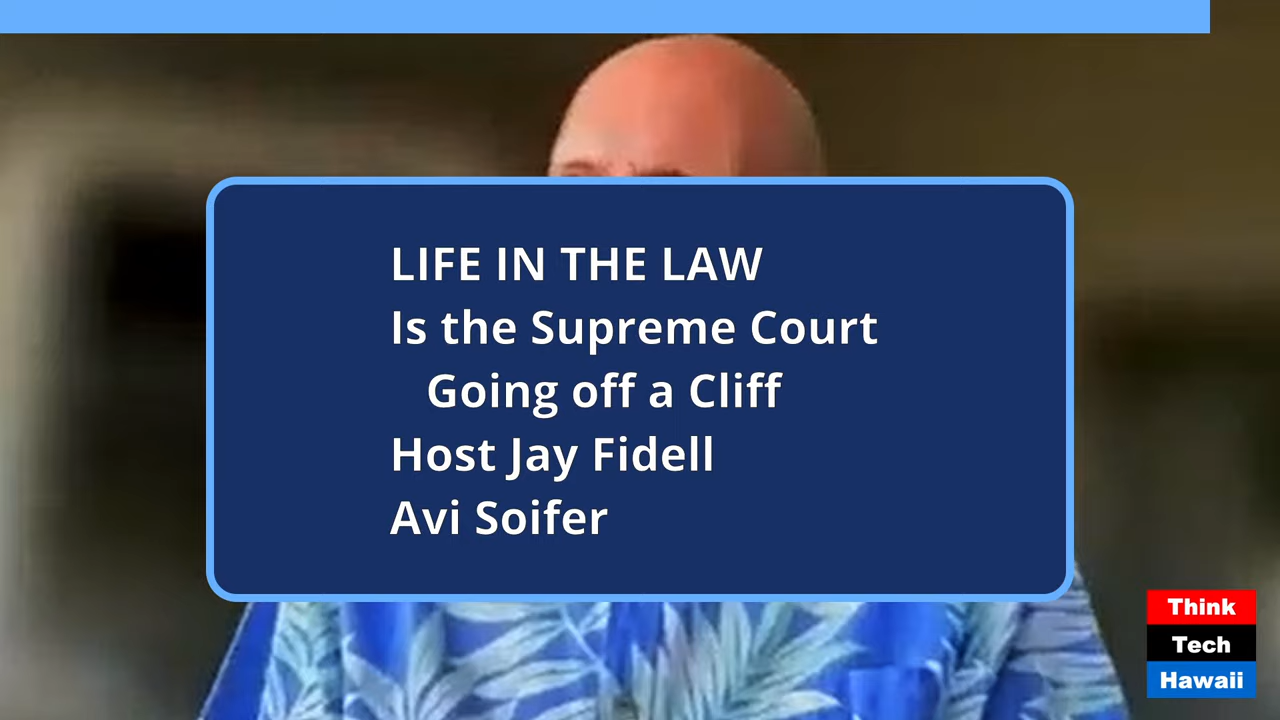 LIFE IN THE LAW
Is the Supreme Court
Going off a Cliff
Host Jay Fidell
Avi Soifer
Think
Tech
Hawaii